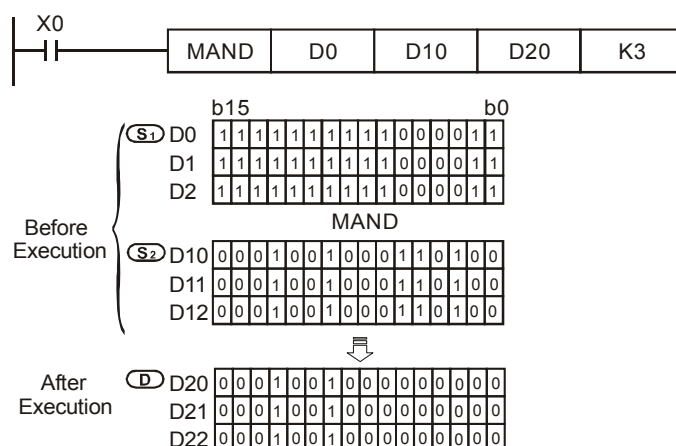 X0
MAND D0 D10 D20 K3
b15 b0
S1 D0 1 1 1 1 1 1 1 1 1 1 0 0 0 0 1 1
D1 1 1 1 1 1 1 1 1 1 1 0 0 0 0 1 1
D2 1 1 1 1 1 1 1 1 1 1 0 0 0 0 1 1
MAND
Before
Execution
S2 D10 0 0 0 1 0 0 1 0 0 0 1 1 0 1 0 0
D11 0 0 0 1 0 0 1 0 0 0 1 1 0 1 0 0
D12 0 0 0 1 0 0 1 0 0 0 1 1 0 1 0 0
After
Execution
D D20 0 0 0 1 0 0 1 0 0 0 0 0 0 0 0 0
D21 0 0 0 1 0 0 1 0 0 0 0 0 0 0 0 0
D22 0 0 0 1 0 0 1 0 0 0 0 0 0 0 0 0